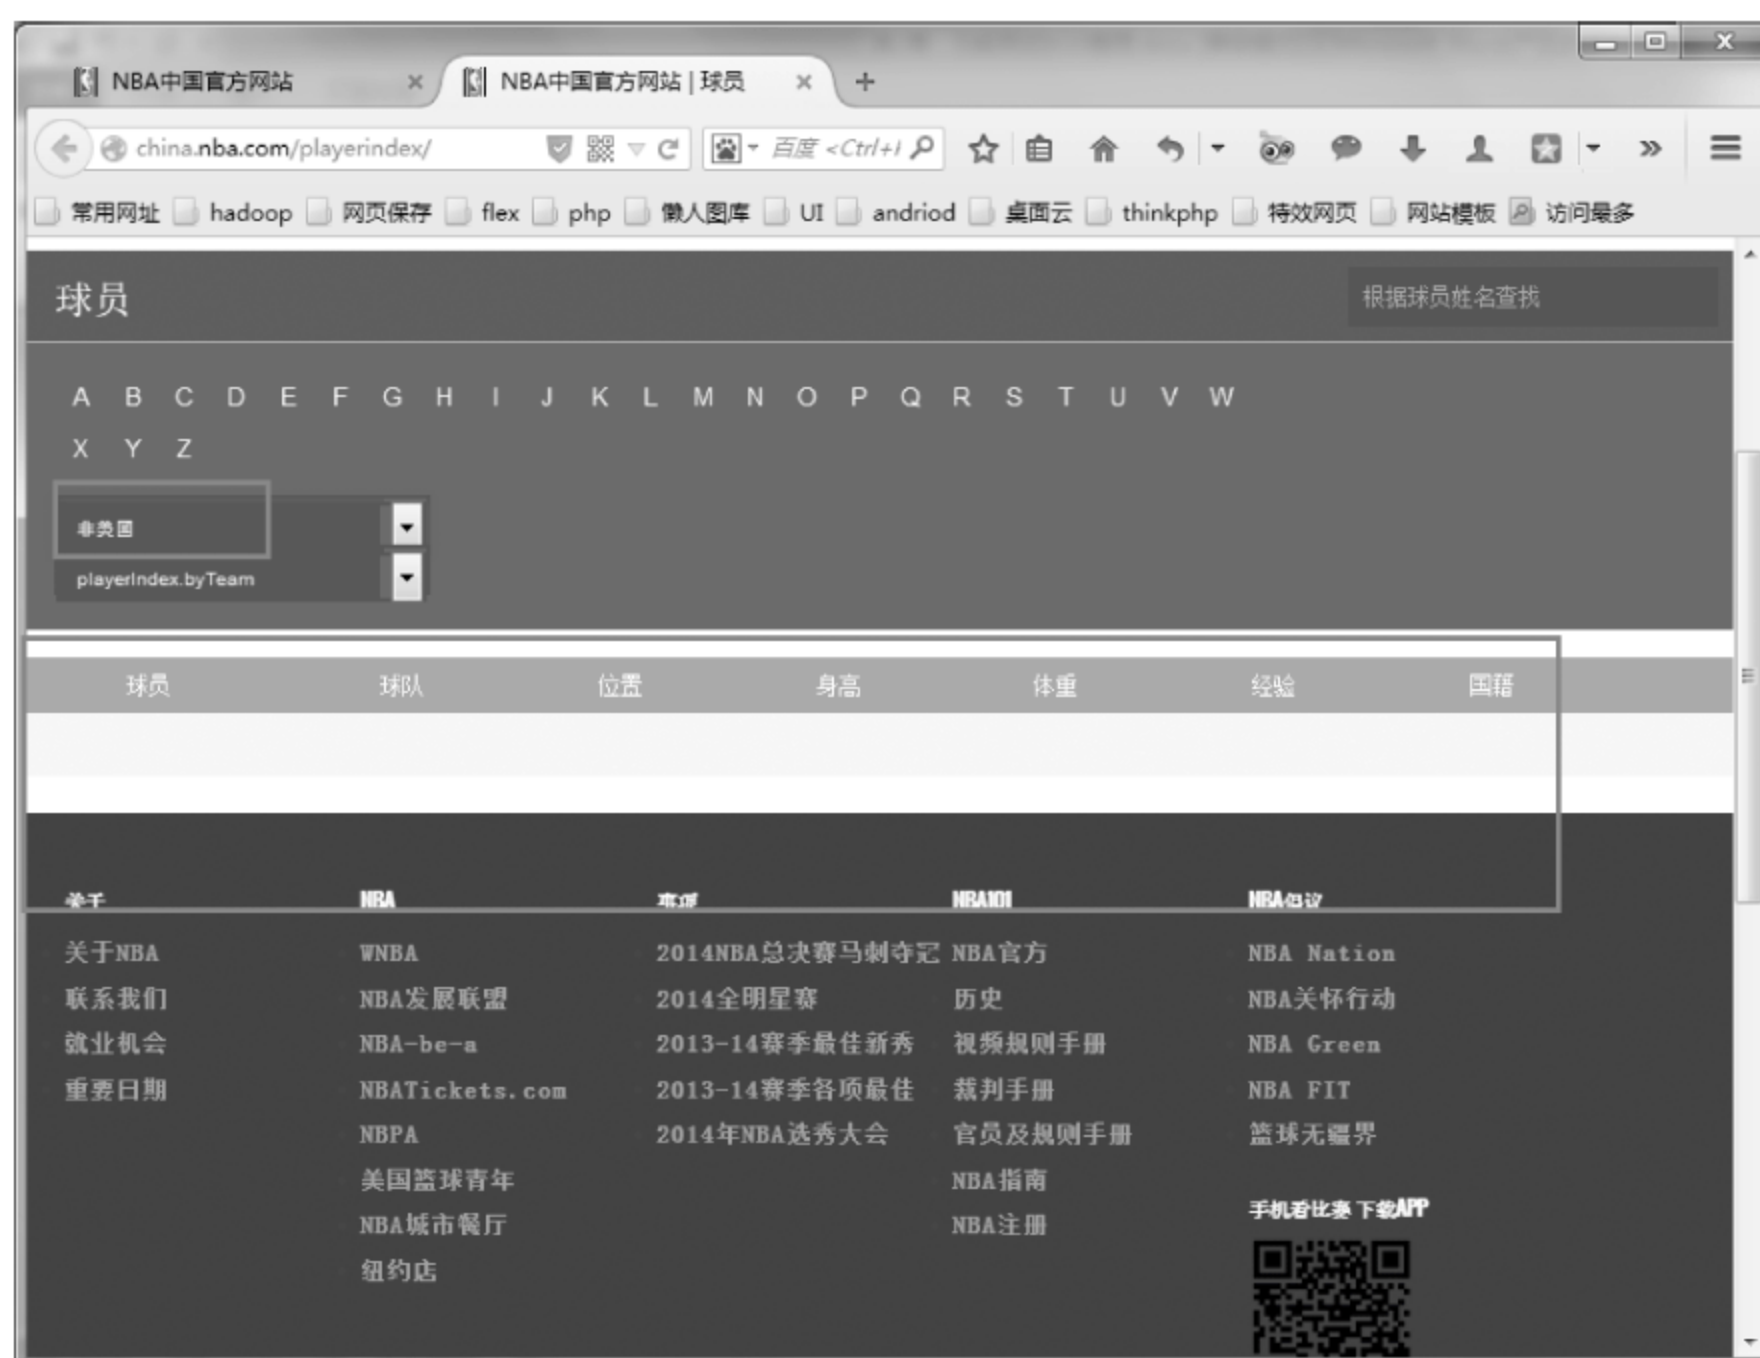 NBA中国官方网站 NBA中国官方网站 | 球员
china.nba.com/playerindex/ 百度 <Ctrl+
常用网址 hadoop 网页保存 flex php 懒人图库 UI andriod 桌面云 thinkphp 特效网页 网站模板 访问最多
球员 根据球员姓名查找
A B C D E F G H I J K L M N O P Q R S T U V W
X Y Z
非美国
playerIndex.byTeam
球员 球队 位置 身高 体重 经验 国籍
关于 NBA 赛项 NBA101 NBA倡议
关于NBA WNBA 2014NBA总决赛马刺夺冠 NBA官方 NBA Nation
联系我们 NBA发展联盟 2014全明星赛 历史 NBA关怀行动
就业机会 NBA-be-a 2013-14赛季最佳新秀 视频规则手册 NBA Green
重要日期 NBATickets.com 2013-14赛季各项最佳 裁判手册 NBA FIT
NBPA 2014年NBA选秀大会 官员及规则手册 篮球无疆界
美国篮球青年 NBA指南
手机看比赛 下载APP
NBA城市餐厅 NBA注册
纽约店